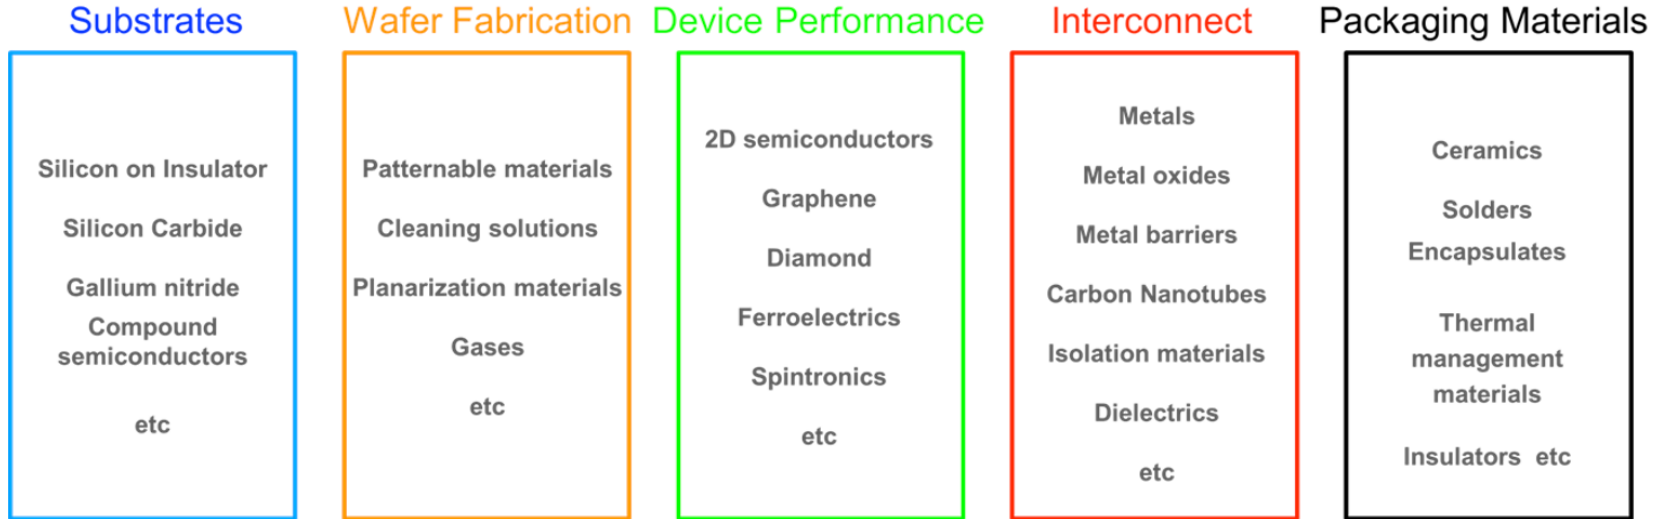 Substrates
Silicon on Insulator
Silicon Carbide
Gallium nitride
Compound
semiconductors
etc
Wafer Fabrication
Patternable materials
Cleaning solutions
Planarization materials
Gases
etc
Device Performance
2D semiconductors
Graphene
Diamond
Ferroelectrics
Spintronics
etc
Interconnect
Metals
Metal oxides
Metal barriers
Carbon Nanotubes
Isolation materials
Dielectrics
etc
Packaging Materials
Ceramics
Solders
Encapsulates
Thermal
management
materials
Insulators etc